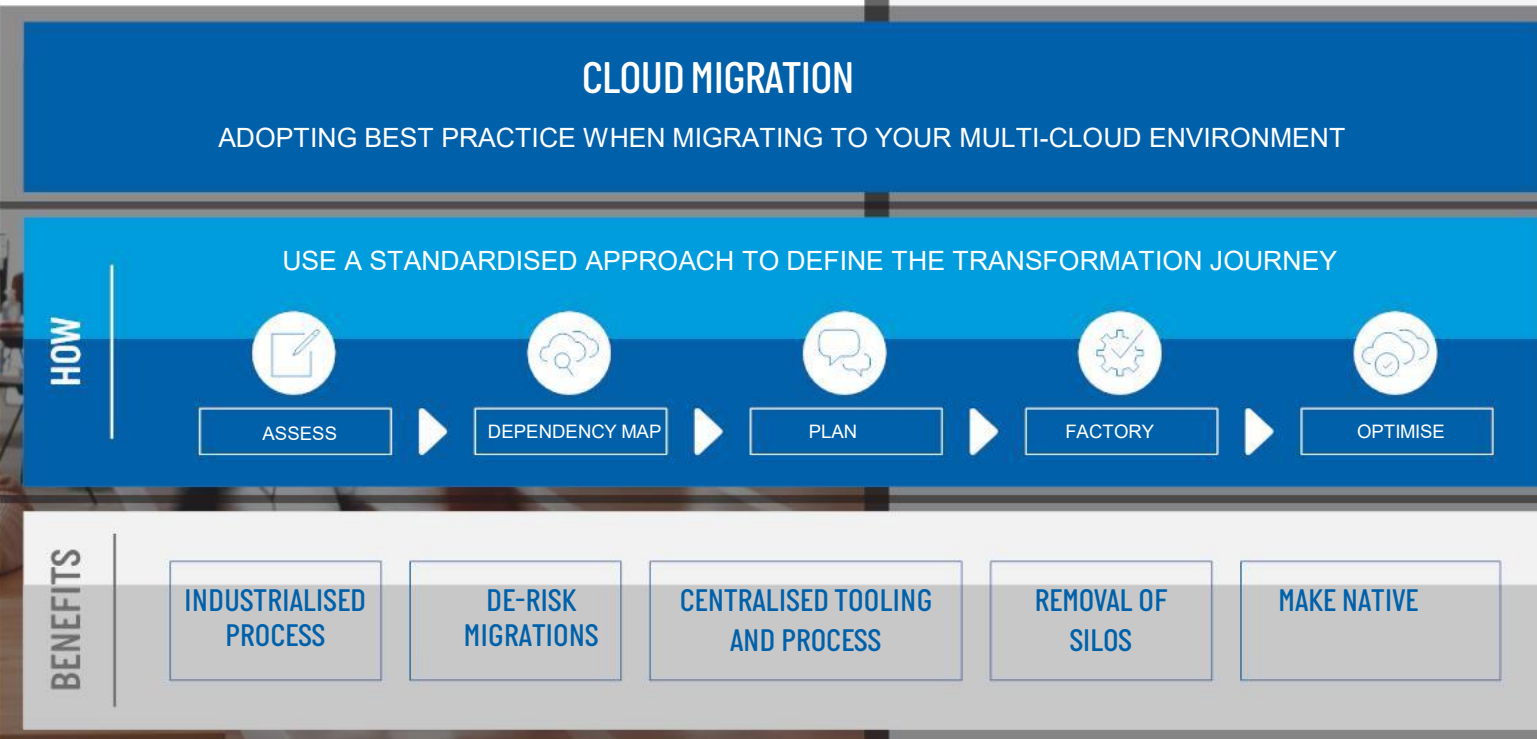 CLOUD MIGRATION
ADOPTING BEST PRACTICE WHEN MIGRATING TO YOUR MULTI-CLOUD ENVIRONMENT
HOW
USE A STANDARDISED APPROACH TO DEFINE THE TRANSFORMATION JOURNEY
ASSESS
DEPENDENCY MAP
PLAN
FACTORY
OPTIMISE
BENEFITS
INDUSTRIALISED
PROCESS
DE-RISK
MIGRATIONS
CENTRALISED TOOLING
AND PROCESS
REMOVAL OF
SILOS
MAKE NATIVE